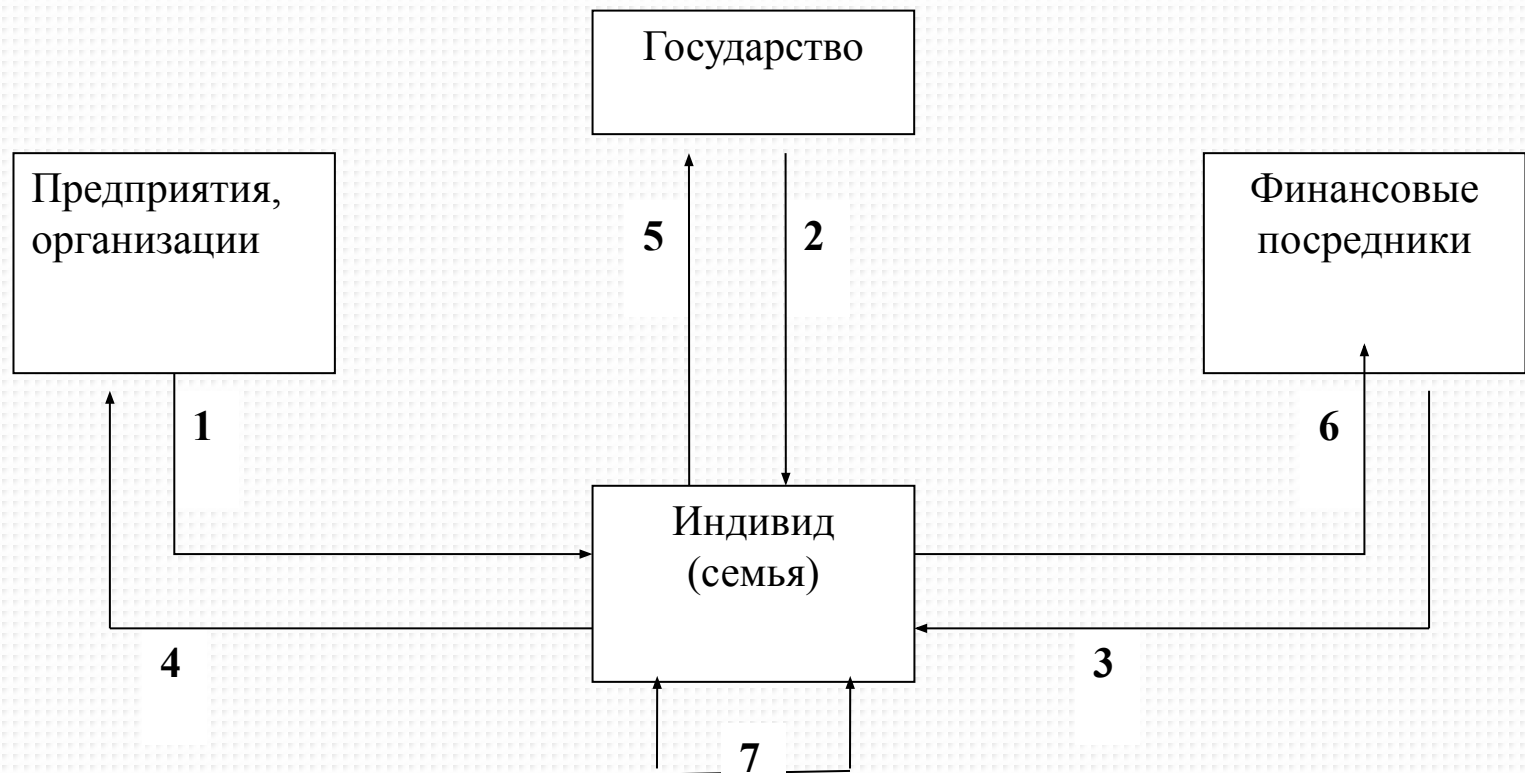 Государство
Предприятия,
организации
Финансовые
посредники
5
2
1
6
Индивид
(семья)
4
3
7